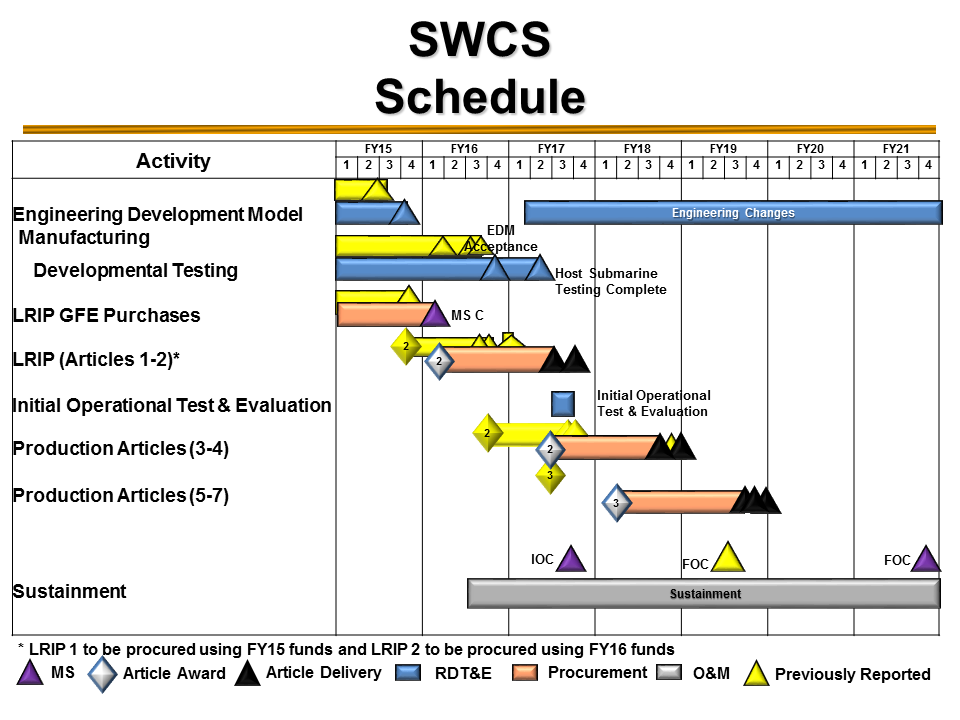 SWCS
Schedule
Activity
FY15 FY16 FY17 FY18 FY19 FY20 FY21
1 2 3 4 1 2 3 4 1 2 3 4 1 2 3 4 1 2 3 4 1 2 3 4 1 2 3 4
Engineering Development Model
Manufacturing
Engineering Changes
EDM
Acceptance
Developmental Testing
Host Submarine
Testing Complete
LRIP GFE Purchases
MS C
LRIP (Articles 1-2)*
2
2
Initial Operational Test & Evaluation
Initial Operational
Test & Evaluation
Production Articles (3-4)
2
2
3
Production Articles (5-7)
3
IOC
FOC
FOC
Sustainment
Sustainment
* LRIP 1 to be procured using FY15 funds and LRIP 2 to be procured using FY16 funds
MS Article Award Article Delivery RDT&E Procurement O&M Previously Reported